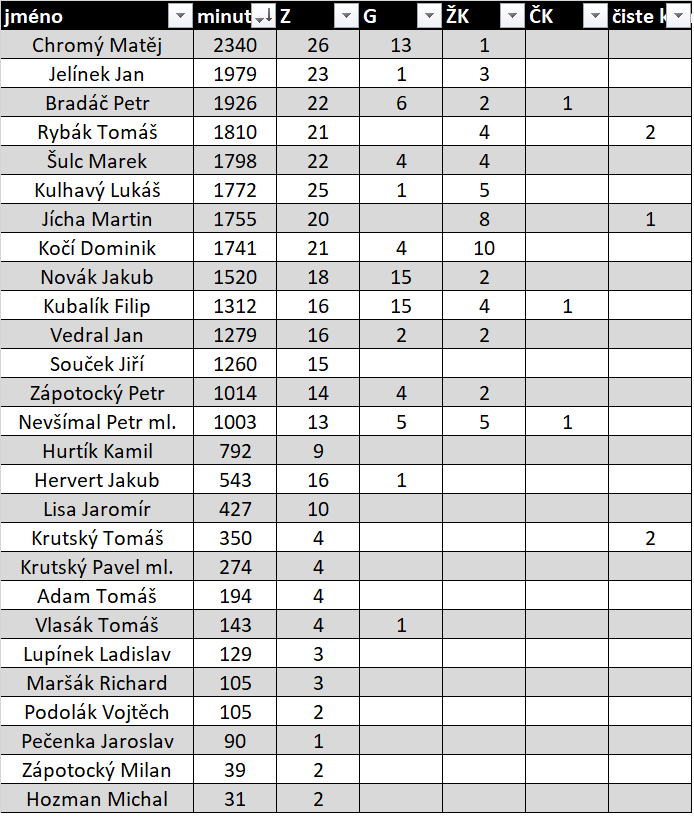 jméno minut Z G ŽK ČK čiste k
Chromý Matěj 2340 26 13 1
Jelínek Jan 1979 23 1 3
Bradáč Petr 1926 22 6 2 1
Rybák Tomáš 1810 21 4 2
Šulc Marek 1798 22 4 4
Kulhavý Lukáš 1772 25 1 5
Jícha Martin 1755 20 8 1
Kočí Dominik 1741 21 4 10
Novák Jakub 1520 18 15 2
Kubalík Filip 1312 16 15 4 1
Vedral Jan 1279 16 2 2
Souček Jiří 1260 15
Zápotocký Petr 1014 14 4 2
Nevšímal Petr ml. 1003 13 5 5 1
Hurtík Kamil 792 9
Hervert Jakub 543 16 1
Lisa Jaromír 427 10
Krutský Tomáš 350 4 2
Krutský Pavel ml. 274 4
Adam Tomáš 194 4
Vlasák Tomáš 143 4 1
Lupínek Ladislav 129 3
Maršák Richard 105 3
Podolák Vojtěch 105 2
Pečenka Jaroslav 90 1
Zápotocký Milan 39 2
Hozman Michal 31 2